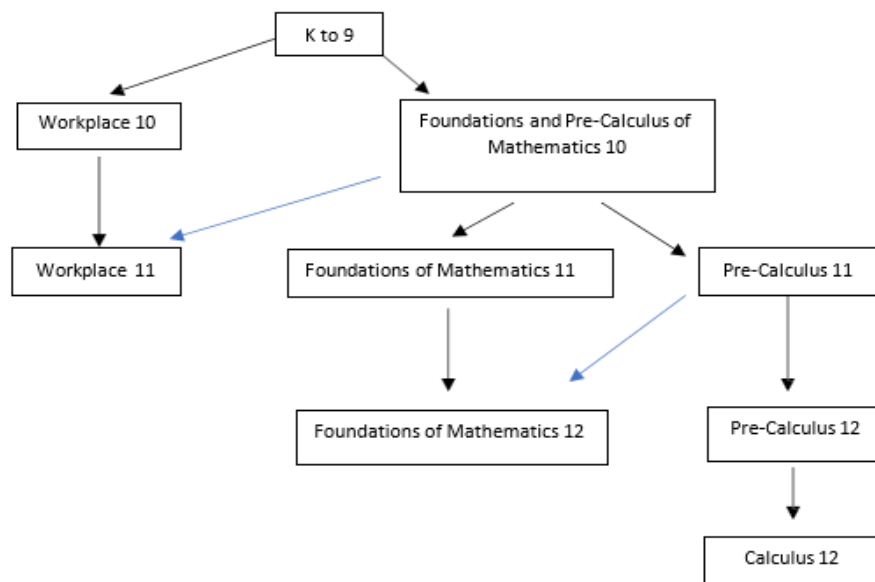 K to 9
Workplace 10
Foundations and Pre-Calculus of
Mathematics 10
Workplace 11
Foundations of Mathematics 11
Pre-Calculus 11
Foundations of Mathematics 12
Pre-Calculus 12
Calculus 12